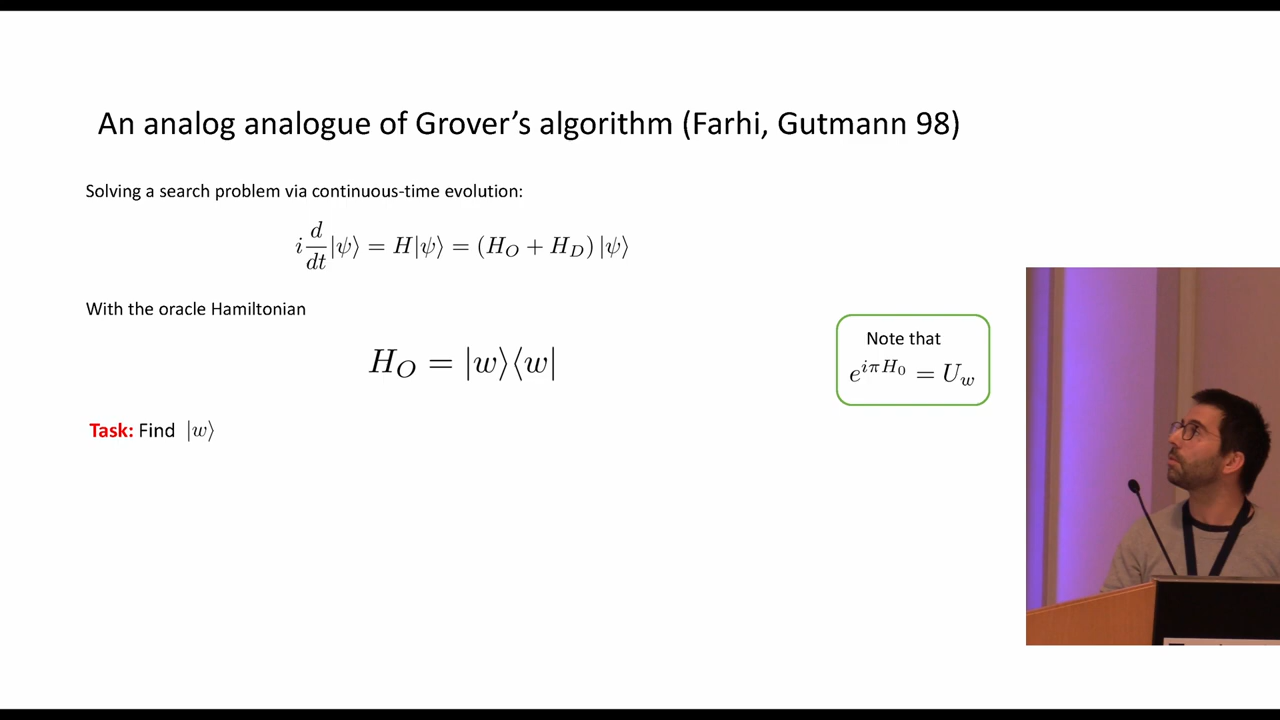 An analog analogue of Grover's algorithm (Farhi, Gutmann 98)
Solving a search problem via continuous-time evolution:
i d/dt |ψ⟩ = H|ψ⟩ = (H_O + H_D) |ψ⟩
With the oracle Hamiltonian
H_O = |w⟩⟨w|
Note that
e^{iπH_0} = U_w
Task: Find |w⟩